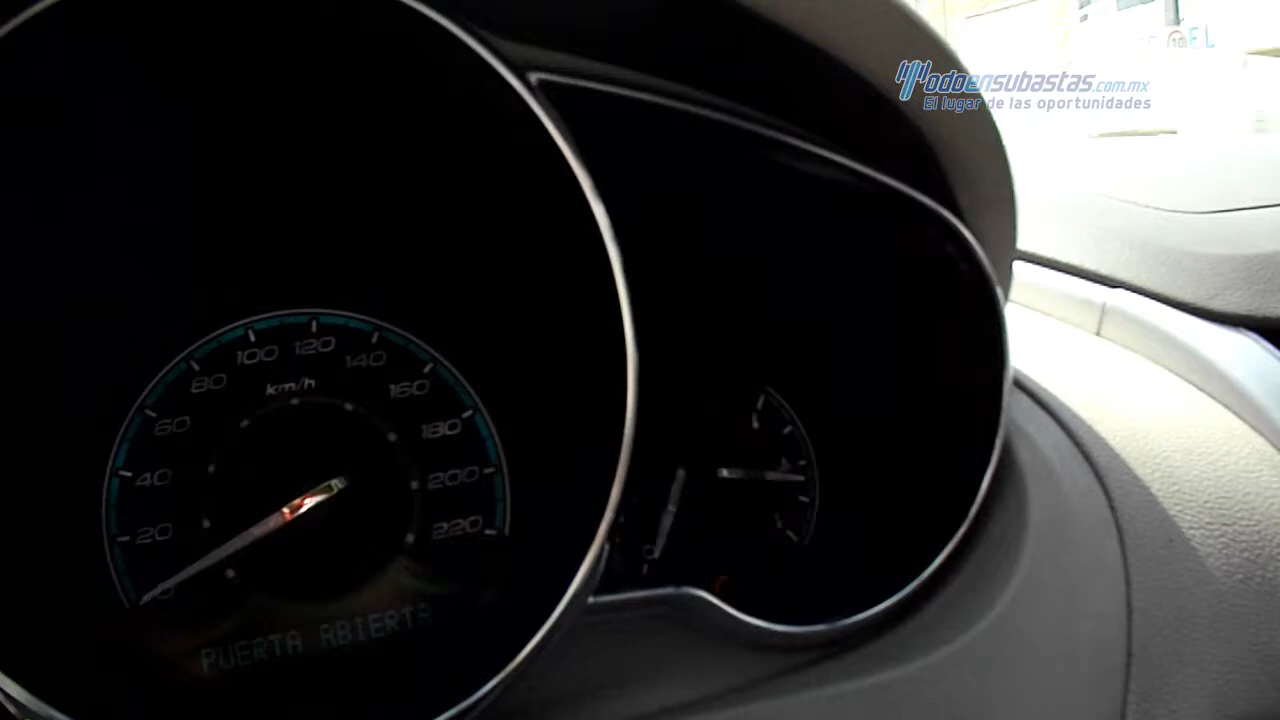 Todoensubastas.com.mx
El lugar de las oportunidades
100 120
80 140
km/h
60 160
180
40 200
20 220
0
PUERTA ABIERTA